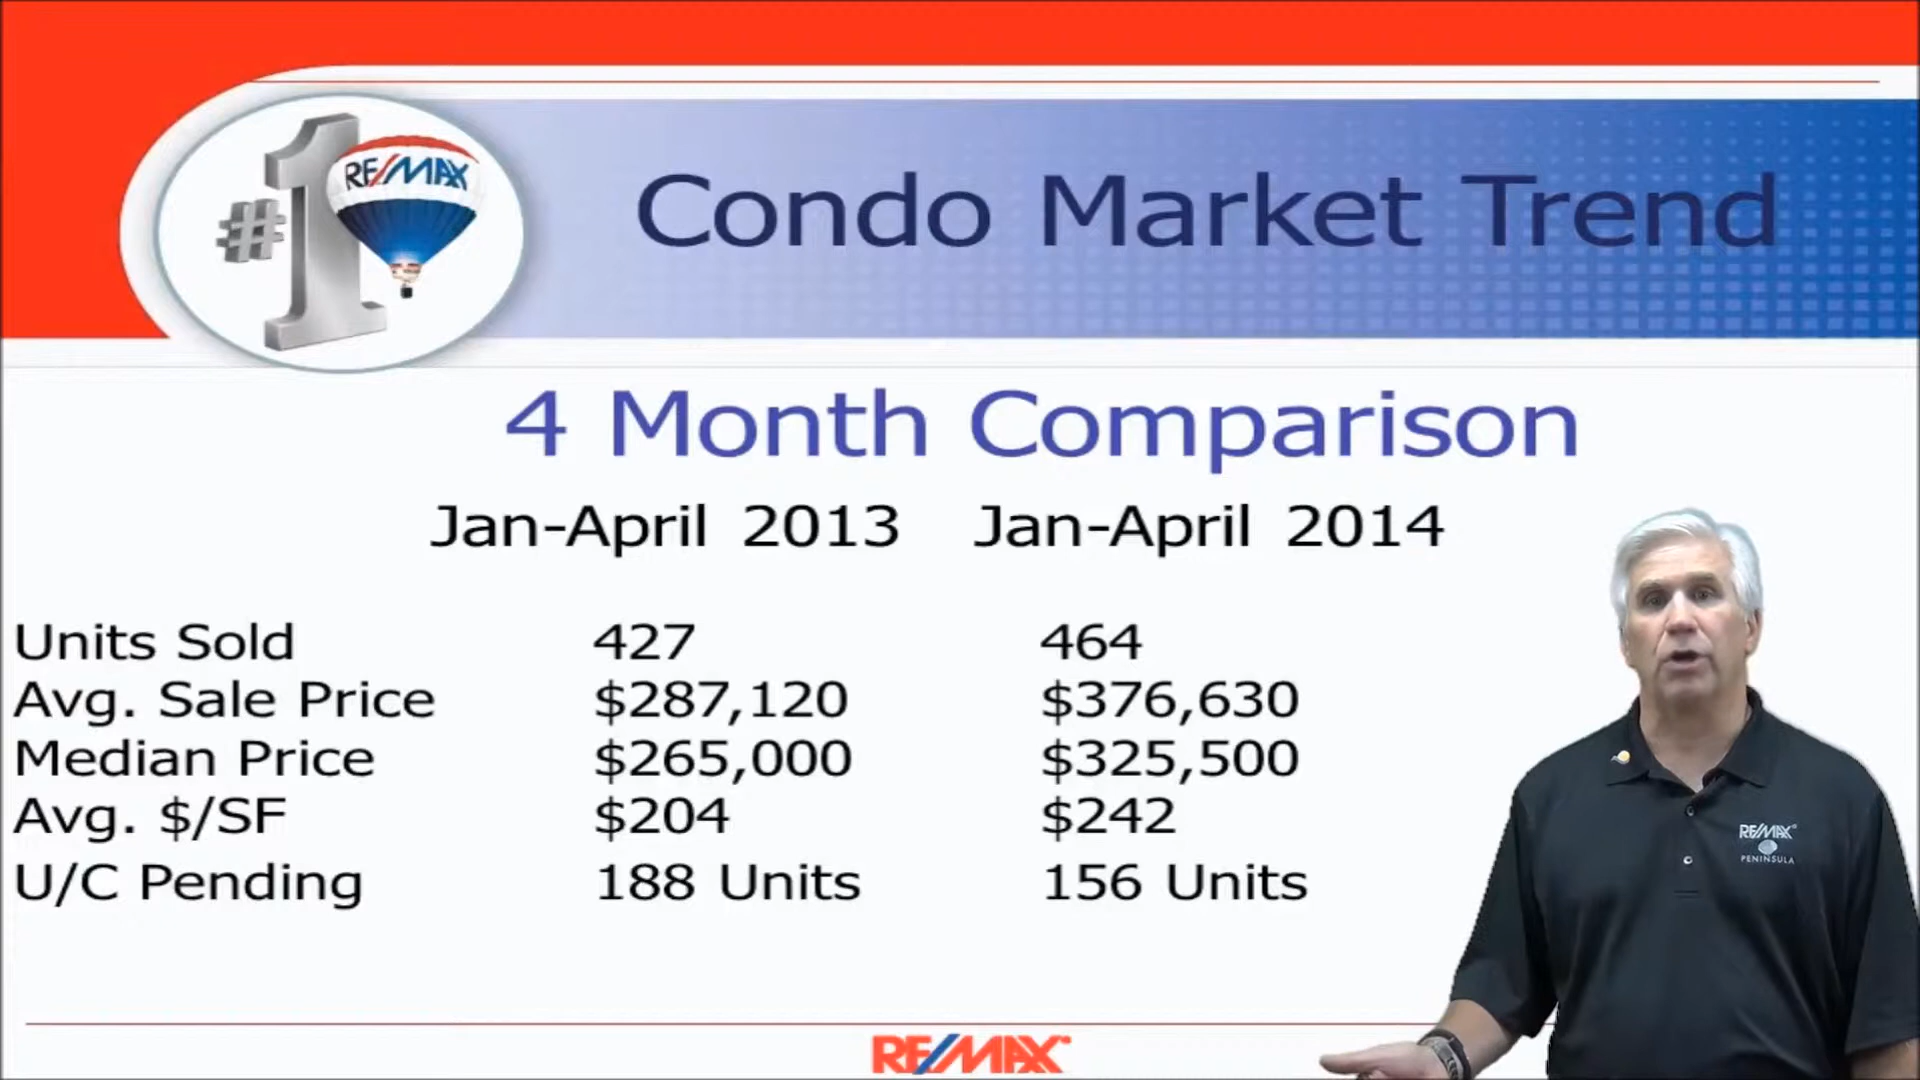 #1
RE/MAX
Condo Market Trend
4 Month Comparison
Jan-April 2013 Jan-April 2014
Units Sold 427 464
Avg. Sale Price $287,120 $376,630
Median Price $265,000 $325,500
Avg. $/SF $204 $242
U/C Pending 188 Units 156 Units
RE/MAX
PENINSULA
RE/MAX